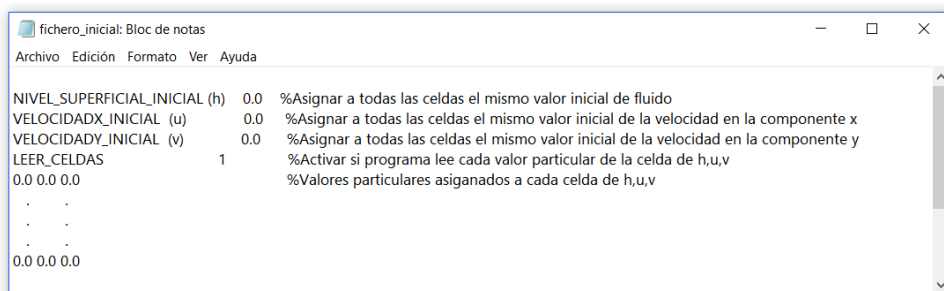 fichero_inicial: Bloc de notas
Archivo Edición Formato Ver Ayuda
NIVEL_SUPERFICIAL_INICIAL (h) 0.0 %Asignar a todas las celdas el mismo valor inicial de fluido
VELOCIDADX_INICIAL (u) 0.0 %Asignar a todas las celdas el mismo valor inicial de la velocidad en la componente x
VELOCIDADY_INICIAL (v) 0.0 %Asignar a todas las celdas el mismo valor inicial de la velocidad en la componente y
LEER_CELDAS 1 %Activar si programa lee cada valor particular de la celda de h,u,v
0.0 0.0 0.0 %Valores particulares asiganados a cada celda de h,u,v
. .
. .
. .
0.0 0.0 0.0